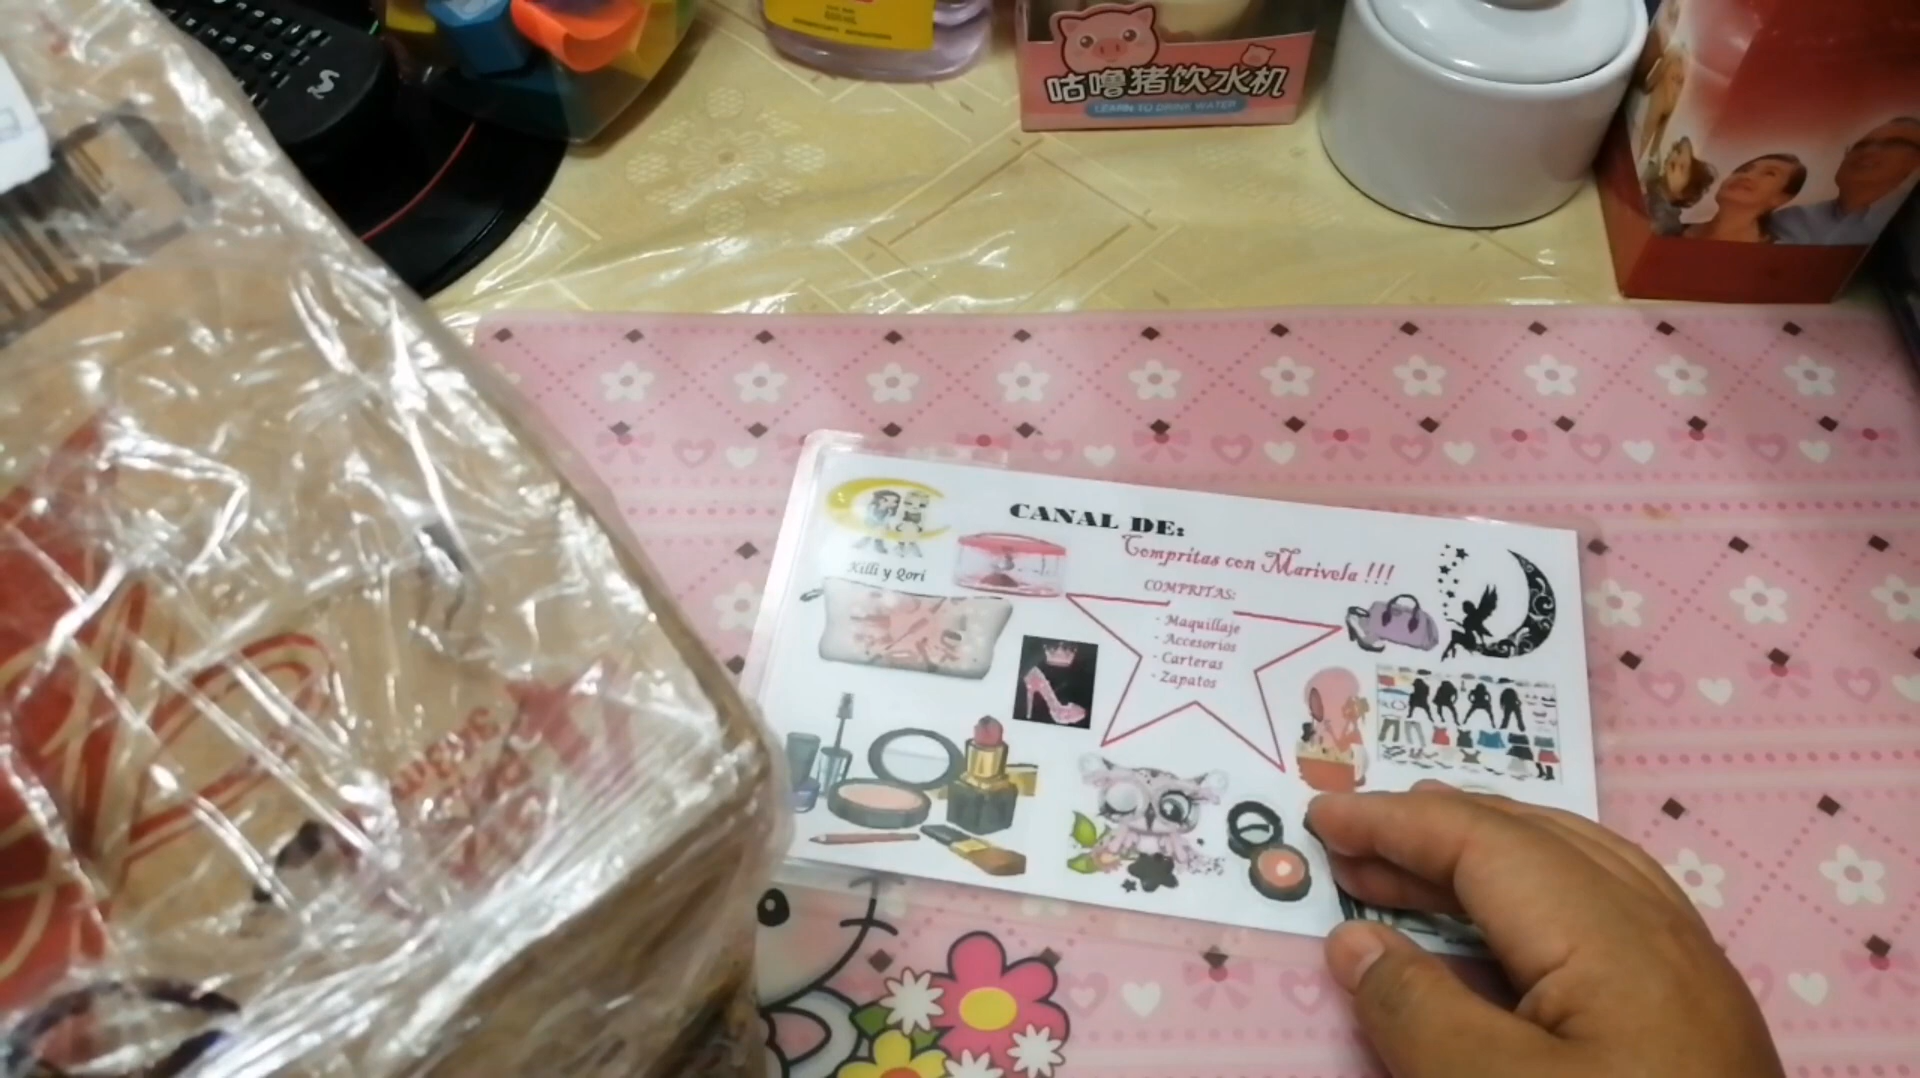 咕噜猪饮水机
LEARN TO DRINK WATER
CANAL DE:
Compritas con Marivela !!!
Killi y Qori
COMPRITAS:
- Maquillaje
- Accesorios
- Carteras
- Zapatos